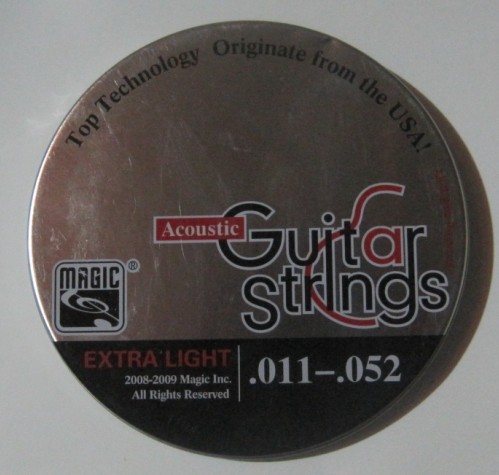 Top Technology Originate from the USA!
Acoustic
Guitar
Strings
MAGIC®
EXTRA LIGHT
2008-2009 Magic Inc.
All Rights Reserved
.011–.052